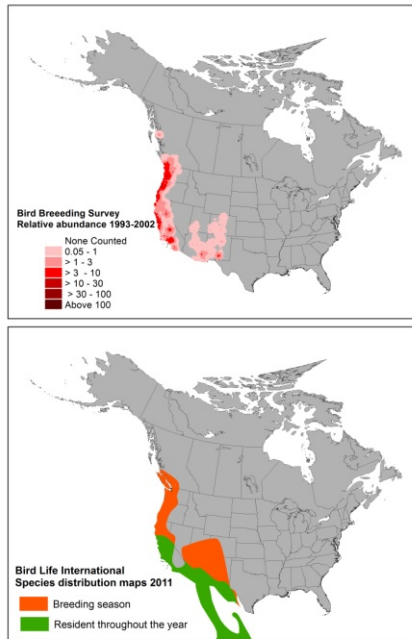 Bird Breeeding Survey
Relative abundance 1993-2002
None Counted
0.05 - 1
> 1 - 3
> 3 - 10
> 10 - 30
> 30 - 100
Above 100
Bird Life International
Species distribution maps 2011
Breeding season
Resident throughout the year